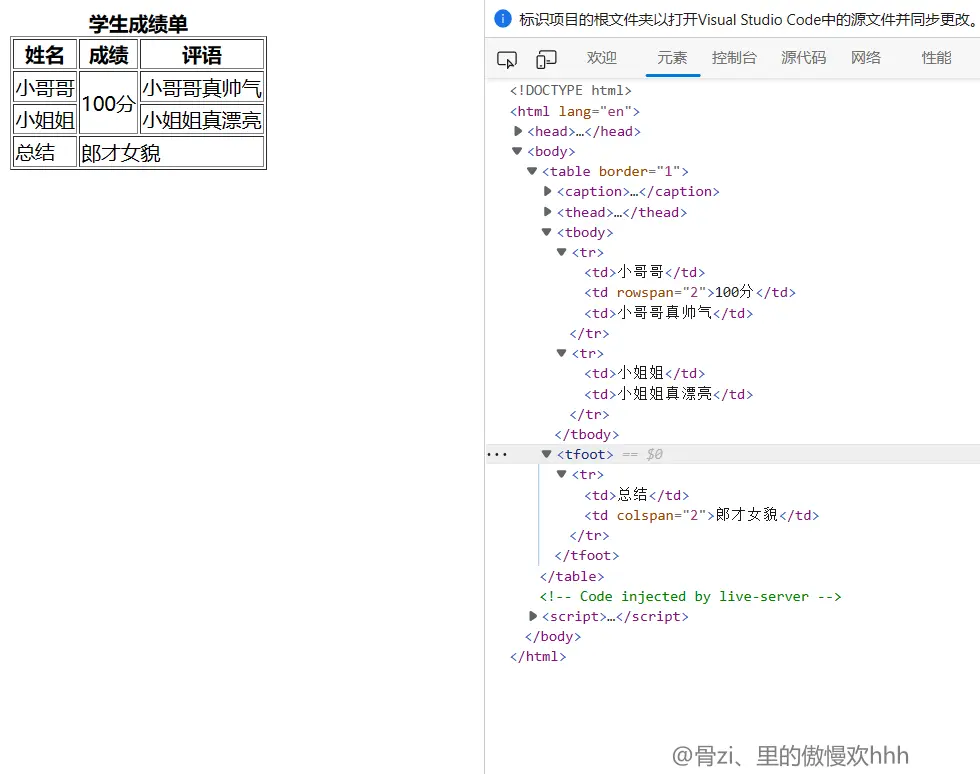 学生成绩单
姓名 成绩 评语
小哥哥 100分 小哥哥真帅气
小姐姐 小姐姐真漂亮
总结 郎才女貌
标识项目的根文件夹以打开Visual Studio Code中的源文件并同步更改。
欢迎 元素 控制台 源代码 网络 性能
<!DOCTYPE html>
<html lang="en">
<head>…</head>
<body>
<table border="1">
<caption>…</caption>
<thead>…</thead>
<tbody>
<tr>
<td>小哥哥</td>
<td rowspan="2">100分</td>
<td>小哥哥真帅气</td>
</tr>
<tr>
<td>小姐姐</td>
<td>小姐姐真漂亮</td>
</tr>
</tbody>
<tfoot> == $0
<tr>
<td>总结</td>
<td colspan="2">郎才女貌</td>
</tr>
</tfoot>
</table>
<!-- Code injected by live-server -->
<script>…</script>
</body>
</html>
@骨zi、里的傲慢欢hhh